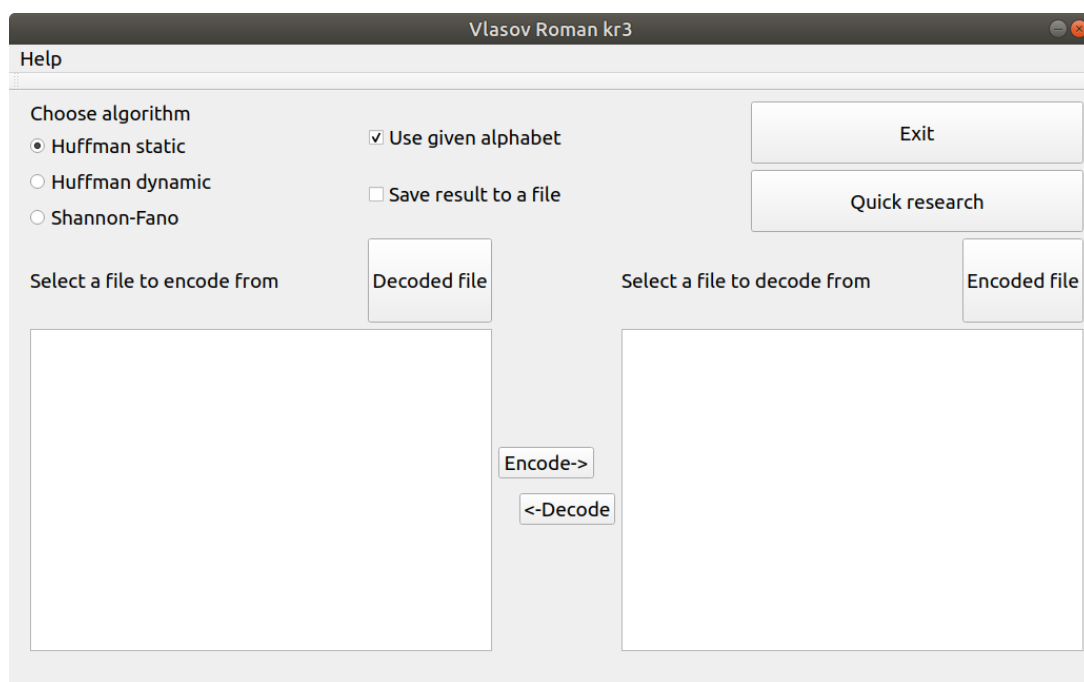 Vlasov Roman kr3
Help
Choose algorithm
Huffman static
Huffman dynamic
Shannon-Fano
Use given alphabet
Save result to a file
Exit
Quick research
Select a file to encode from
Decoded file
Select a file to decode from
Encoded file
Encode->
<-Decode